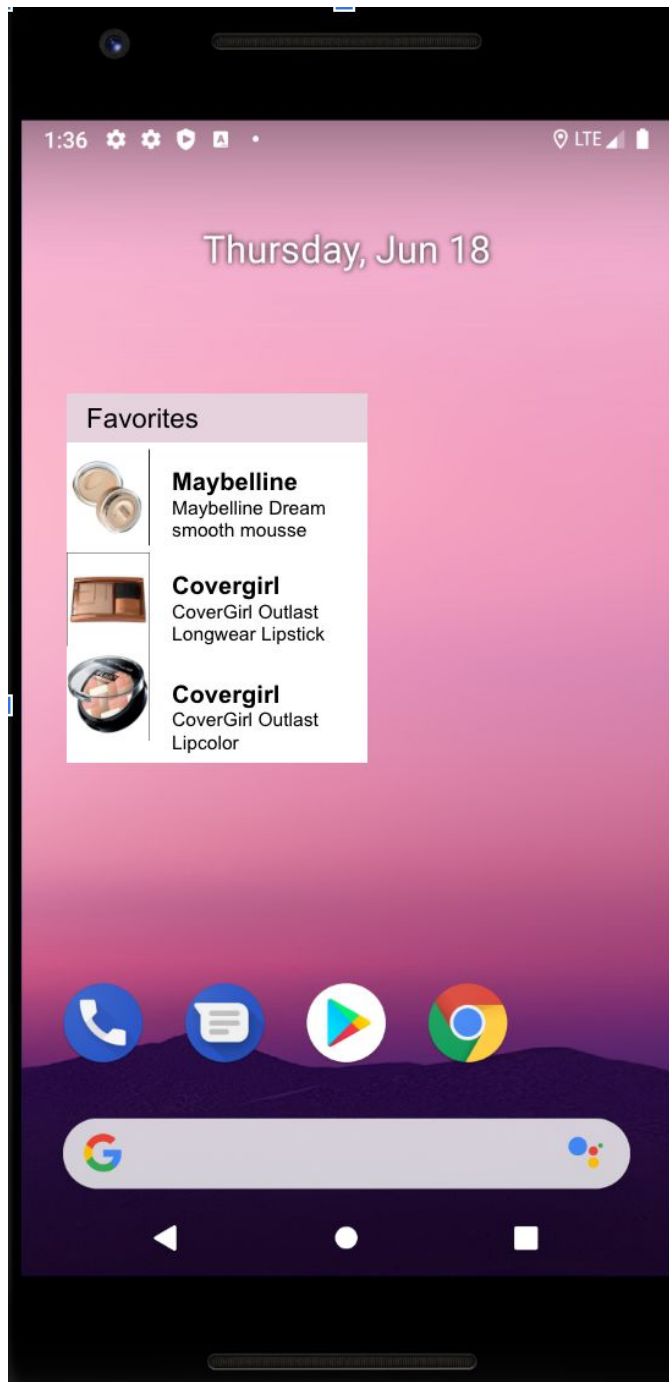 1:36
LTE
Thursday, Jun 18
Favorites
Maybelline
Maybelline Dream
smooth mousse
Covergirl
CoverGirl Outlast
Longwear Lipstick
Covergirl
CoverGirl Outlast
Lipcolor